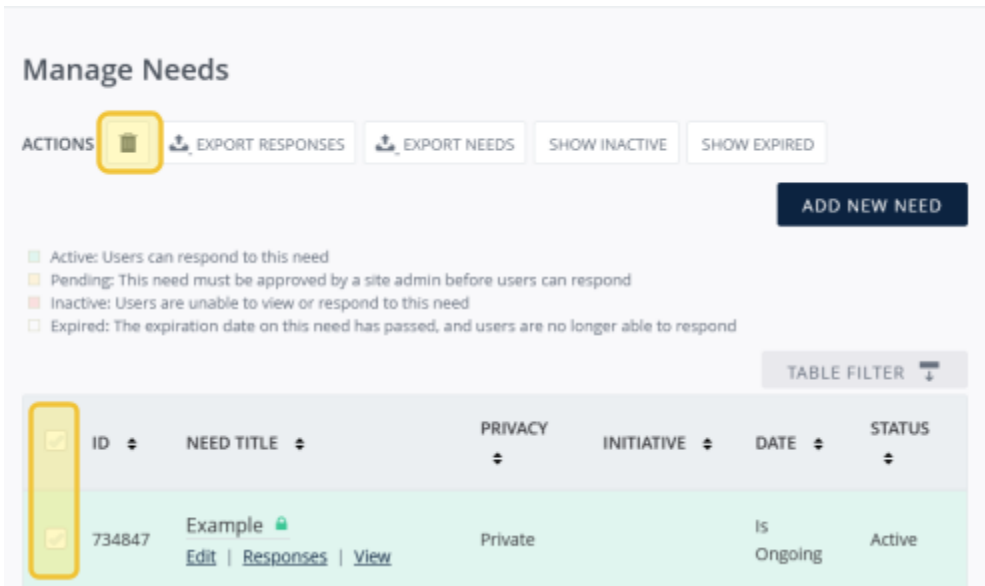 Manage Needs
ACTIONS EXPORT RESPONSES EXPORT NEEDS SHOW INACTIVE SHOW EXPIRED
ADD NEW NEED
Active: Users can respond to this need
Pending: This need must be approved by a site admin before users can respond
Inactive: Users are unable to view or respond to this need
Expired: The expiration date on this need has passed, and users are no longer able to respond
TABLE FILTER
ID NEED TITLE PRIVACY INITIATIVE DATE STATUS
734847 Example Private Is Ongoing Active
Edit | Responses | View